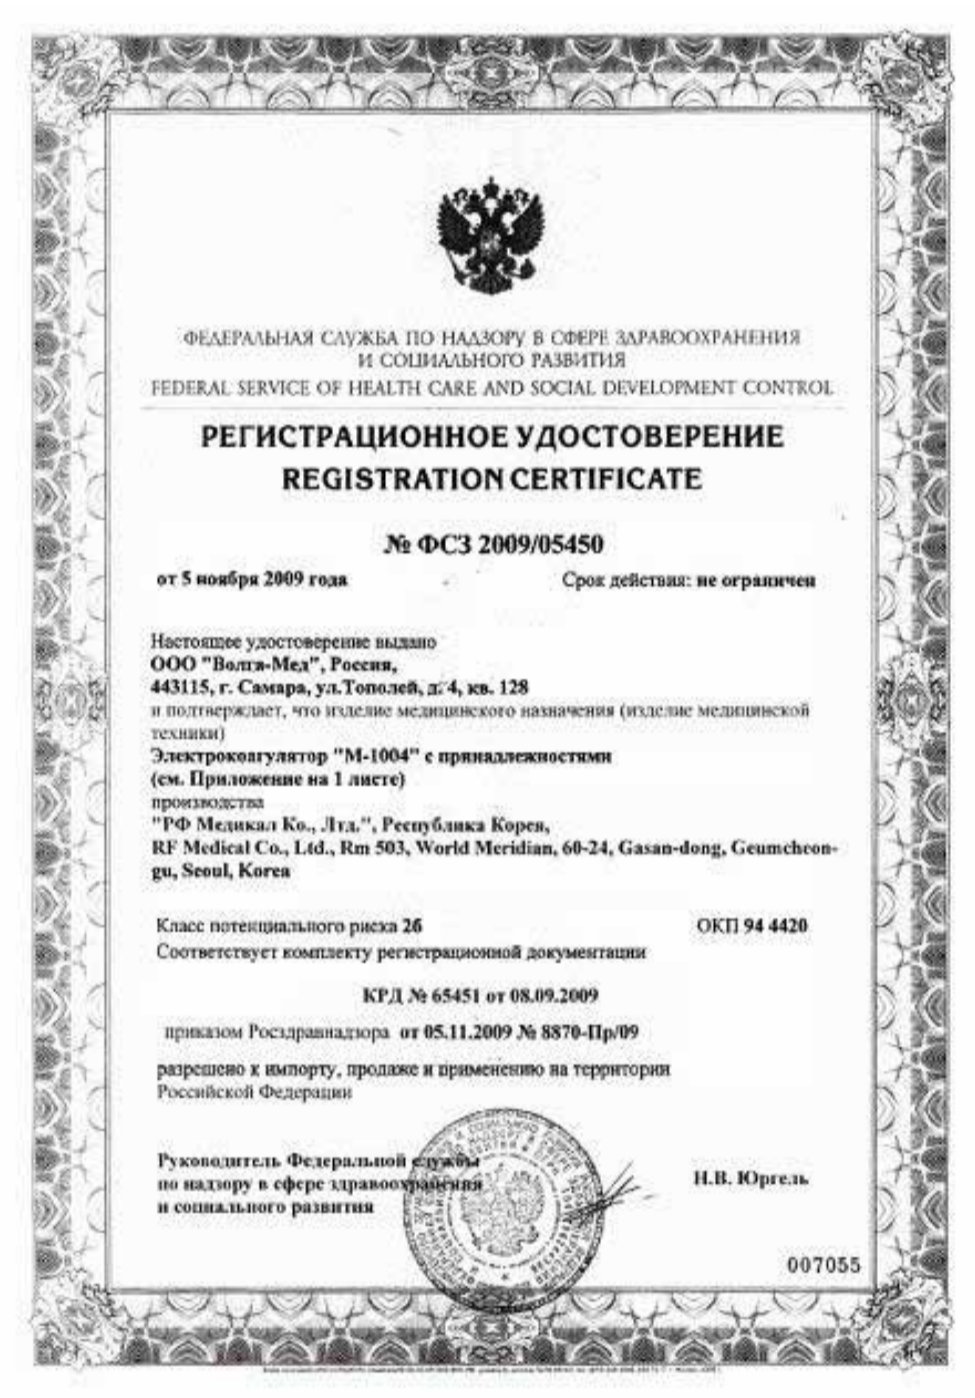 ФЕДЕРАЛЬНАЯ СЛУЖБА ПО НАДЗОРУ В СФЕРЕ ЗДРАВООХРАНЕНИЯ
И СОЦИАЛЬНОГО РАЗВИТИЯ
FEDERAL SERVICE OF HEALTH CARE AND SOCIAL DEVELOPMENT CONTROL
РЕГИСТРАЦИОННОЕ УДОСТОВЕРЕНИЕ
REGISTRATION CERTIFICATE
№ ФСЗ 2009/05450
от 5 ноября 2009 года Срок действия: не ограничен
Настоящее удостоверение выдано
ООО "Волга-Мед", Россия,
443115, г. Самара, ул.Тополей, д. 4, кв. 128
и подтверждает, что изделие медицинского назначения (изделие медицинской
техники)
Электрокоагулятор "М-1004" с принадлежностями
(см. Приложение на 1 листе)
производства
"РФ Медикал Ко., Лтд.", Республика Корея,
RF Medical Co., Ltd., Rm 503, World Meridian, 60-24, Gasan-dong, Geumcheon-
gu, Seoul, Korea
Класс потенциального риска 2б ОКП 94 4420
Соответствует комплекту регистрационной документации
КРД № 65451 от 08.09.2009
приказом Росздравнадзора от 05.11.2009 № 8870-Пр/09
разрешено к импорту, продаже и применению на территории
Российской Федерации
Руководитель Федеральной службы
по надзору в сфере здравоохранения
и социального развития
Н.В. Юргель
007055